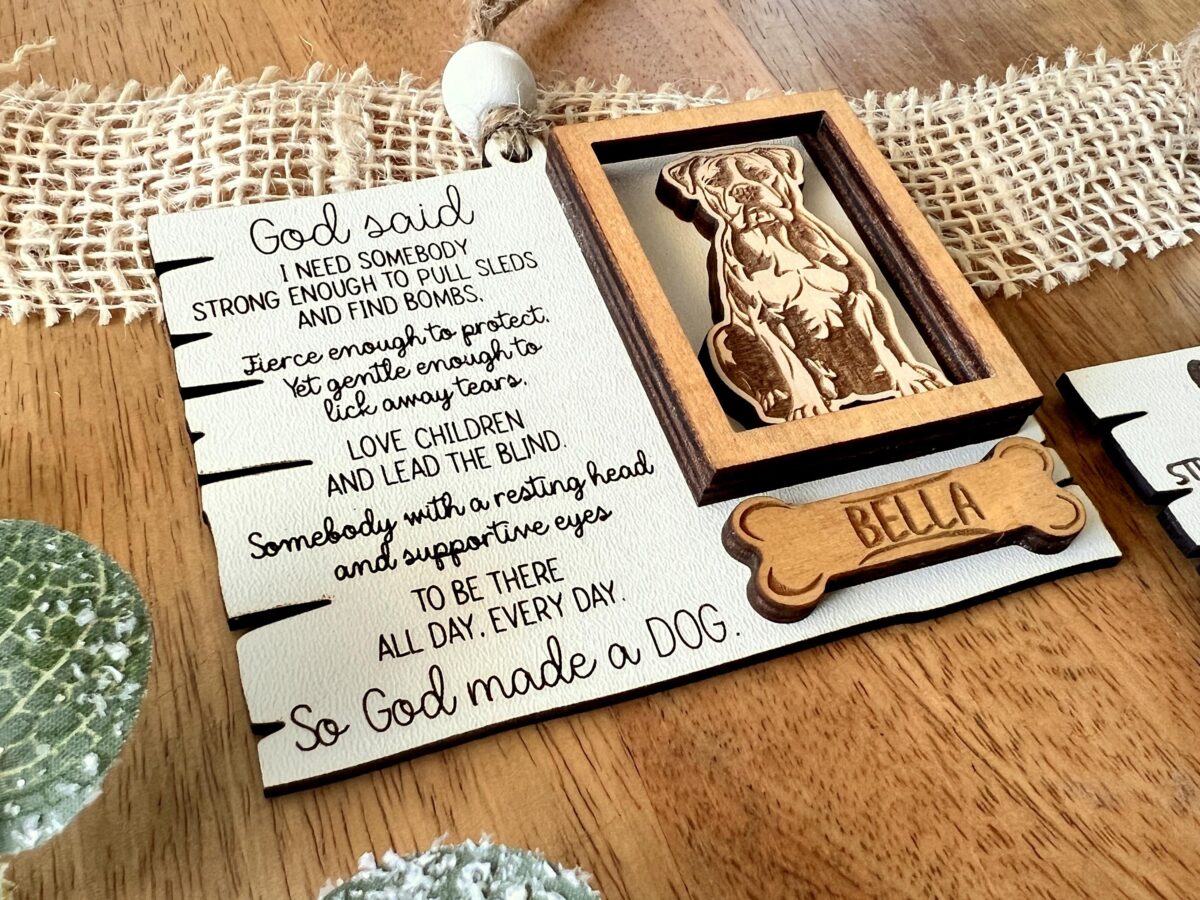 God said
I NEED SOMEBODY
STRONG ENOUGH TO PULL SLEDS
AND FIND BOMBS.
Fierce enough to protect.
Yet gentle enough to
lick away tears.
LOVE CHILDREN
AND LEAD THE BLIND.
Somebody with a resting head
and supportive eyes
TO BE THERE
ALL DAY. EVERY DAY.
So God made a DOG.
BELLA